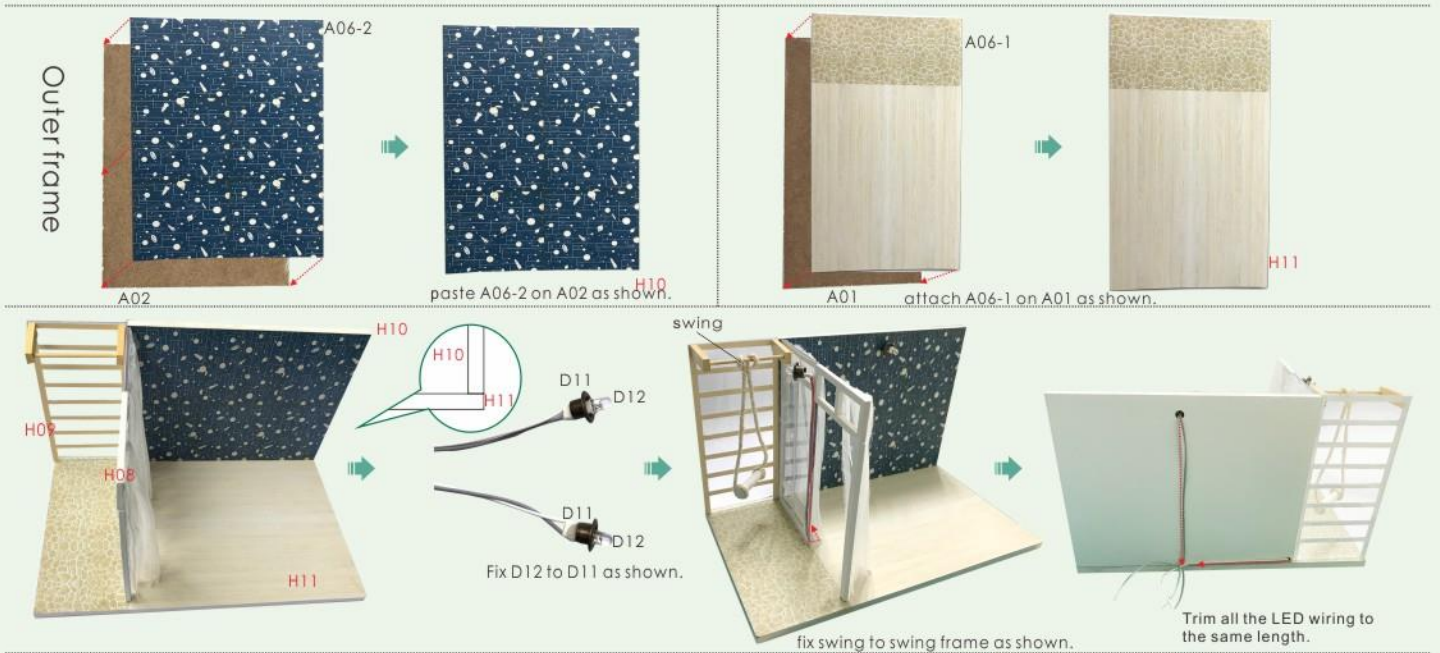 Outer frame
A06-2
A02
paste A06-2 on A02 as shown.
H10
A06-1
A01
attach A06-1 on A01 as shown.
H11
H10
H09
H08
H11
H10
H11
D11
D12
D11
D12
Fix D12 to D11 as shown.
swing
fix swing to swing frame as shown.
Trim all the LED wiring to
the same length.